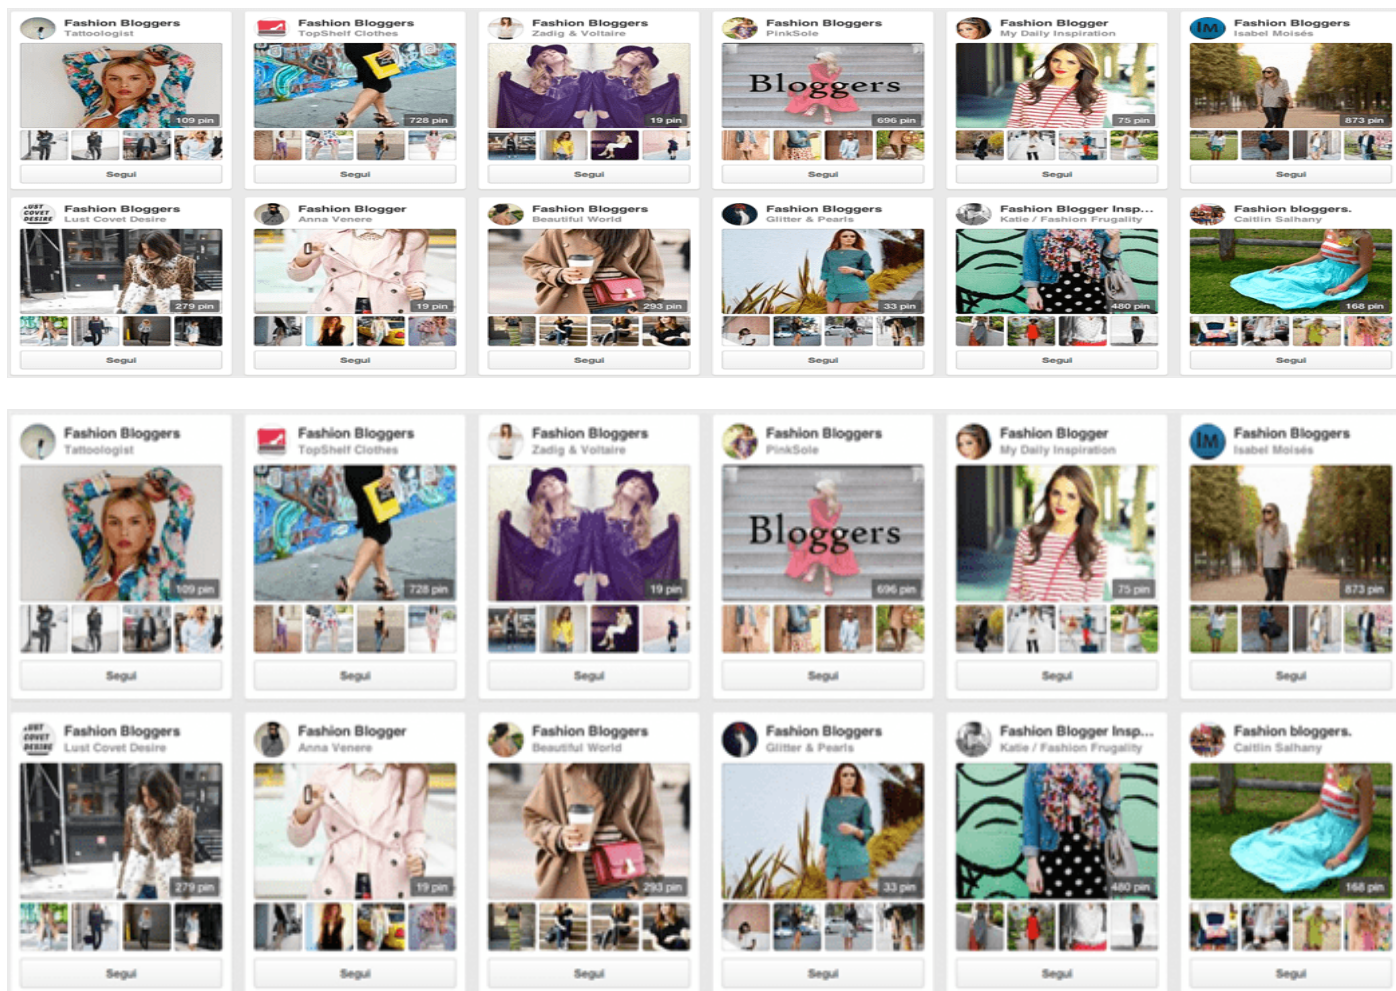 Fashion Bloggers
Tattoologist
109 pin
Segui
Fashion Bloggers
TopShelf Clothes
728 pin
Segui
Fashion Bloggers
Zadig & Voltaire
19 pin
Segui
Fashion Bloggers
PinkSole
Bloggers
696 pin
Segui
Fashion Blogger
My Daily Inspiration
75 pin
Segui
IM
Fashion Bloggers
Isabel Moisés
873 pin
Segui
LUST
COVET
DESIRE
Fashion Bloggers
Lust Covet Desire
279 pin
Segui
Fashion Blogger
Anna Venere
19 pin
Segui
Fashion Bloggers
Beautiful World
293 pin
Segui
Fashion Bloggers
Glitter & Pearls
33 pin
Segui
Fashion Blogger Insp...
Katie / Fashion Frugality
480 pin
Segui
Fashion bloggers.
Caitlin Salhany
168 pin
Segui
Fashion Bloggers
Tattoologist
109 pin
Segui
Fashion Bloggers
TopShelf Clothes
728 pin
Segui
Fashion Bloggers
Zadig & Voltaire
19 pin
Segui
Fashion Bloggers
PinkSole
Bloggers
696 pin
Segui
Fashion Blogger
My Daily Inspiration
75 pin
Segui
IM
Fashion Bloggers
Isabel Moisés
873 pin
Segui
LUST
COVET
DESIRE
Fashion Bloggers
Lust Covet Desire
279 pin
Segui
Fashion Blogger
Anna Venere
19 pin
Segui
Fashion Bloggers
Beautiful World
293 pin
Segui
Fashion Bloggers
Glitter & Pearls
33 pin
Segui
Fashion Blogger Insp...
Katie / Fashion Frugality
480 pin
Segui
Fashion bloggers.
Caitlin Salhany
168 pin
Segui